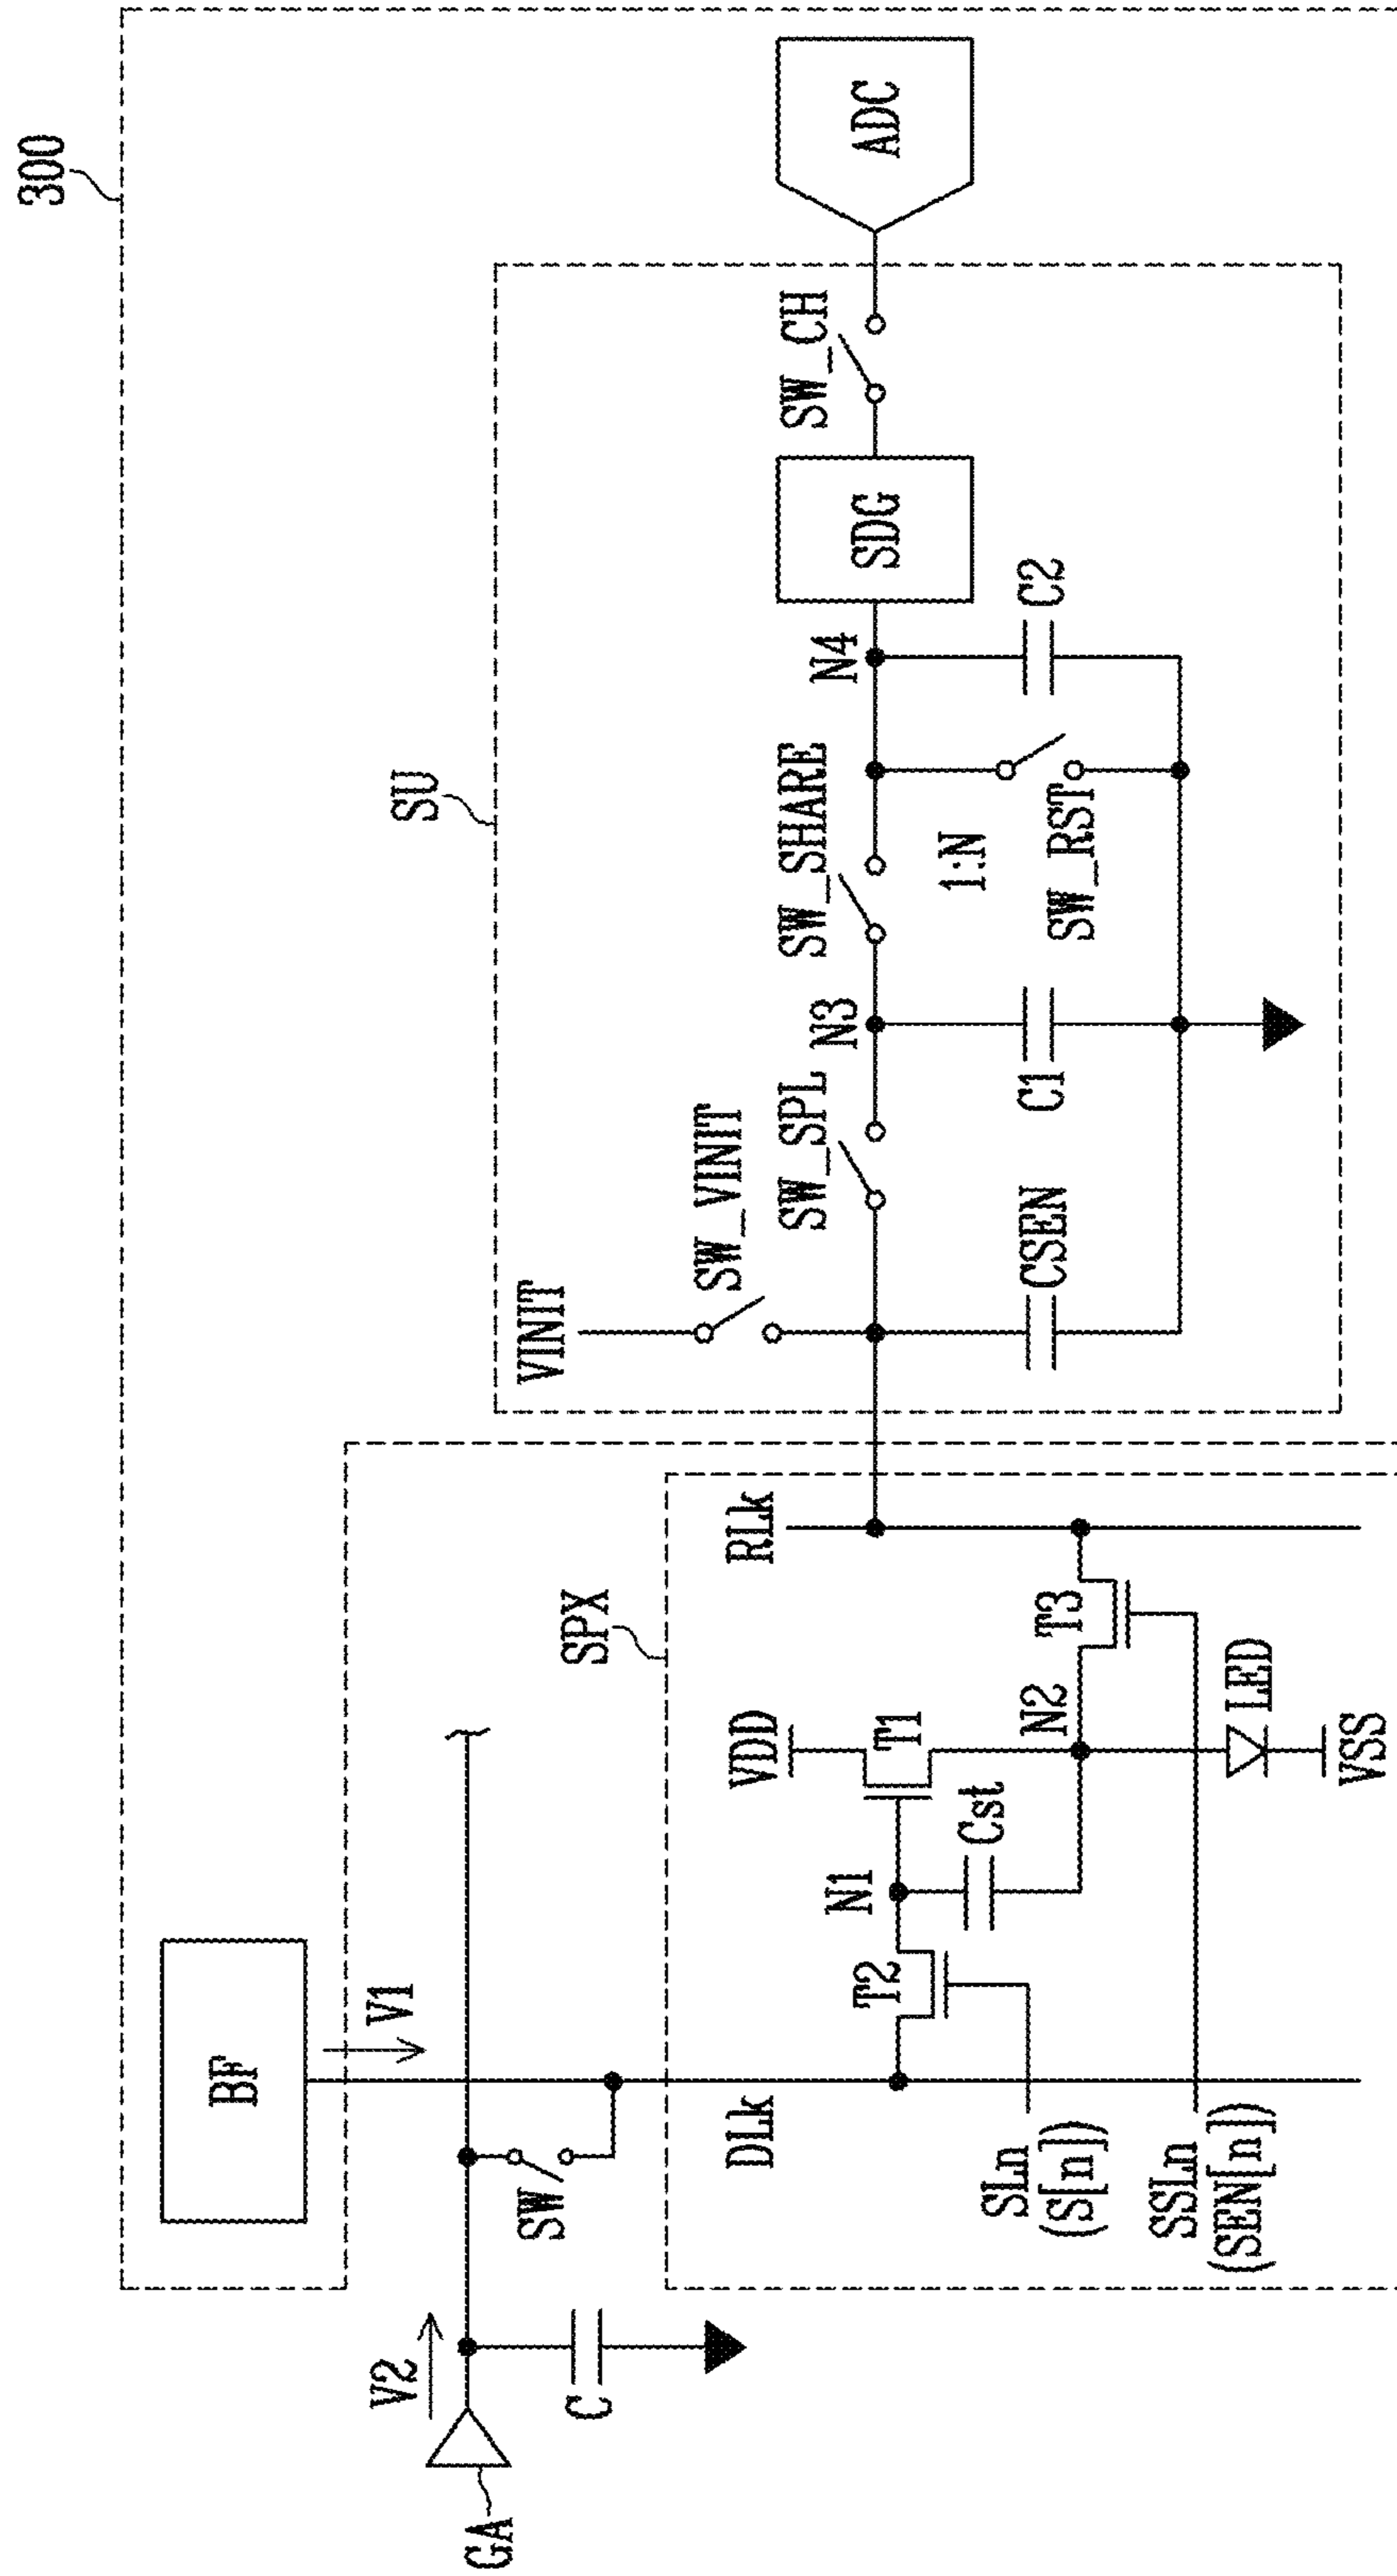 300
BF
V1
GA
V2
C
SW
SPX
DLk
SLn
(S[n])
SSLn
(SEN[n])
T2
N1
Cst
VDD
T1
N2
T3
LED
VSS
RLk
SU
VINIT
SW_VINIT
SW_SPL
N3
SW_SHARE
N4
CSEN
C1
1:N
SW_RST
C2
SDG
SW_CH
ADC